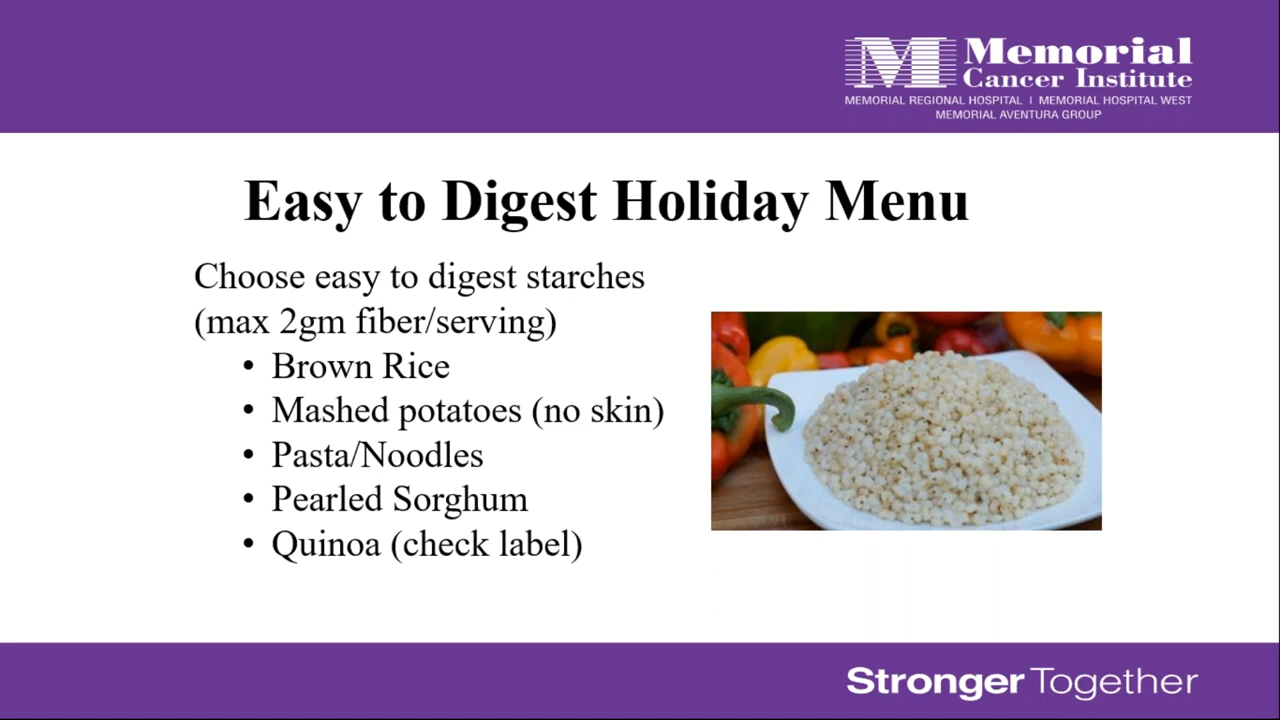 Memorial
Cancer Institute
MEMORIAL REGIONAL HOSPITAL | MEMORIAL HOSPITAL WEST
MEMORIAL AVENTURA GROUP
Easy to Digest Holiday Menu
Choose easy to digest starches
(max 2gm fiber/serving)
• Brown Rice
• Mashed potatoes (no skin)
• Pasta/Noodles
• Pearled Sorghum
• Quinoa (check label)
Stronger Together